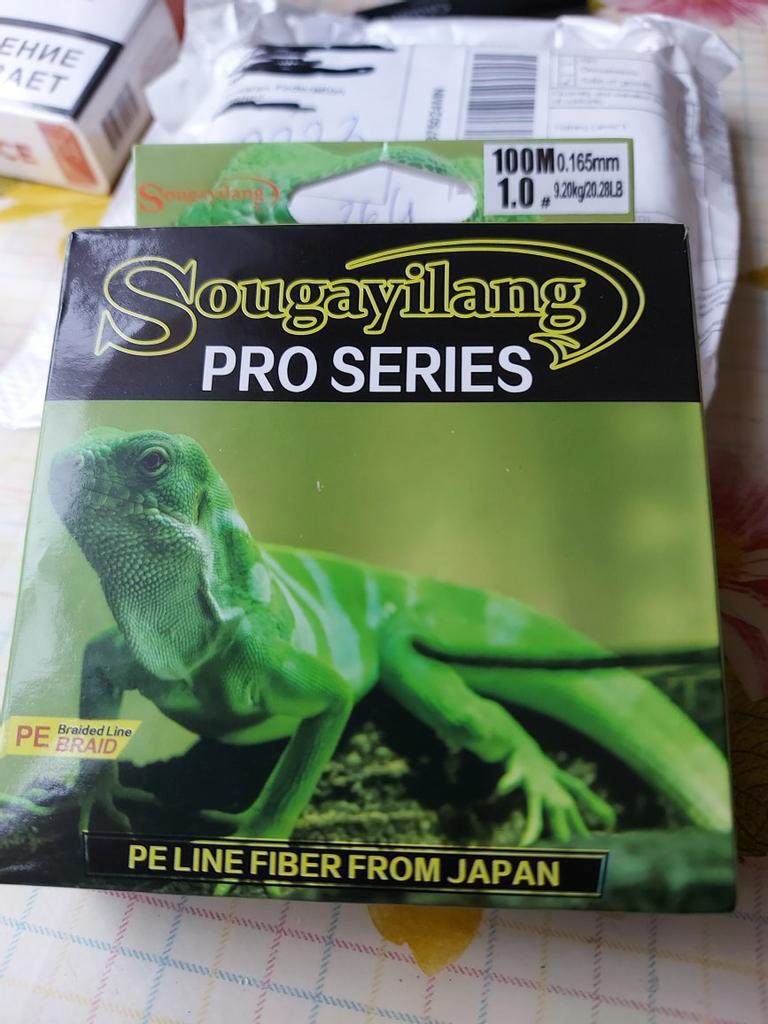 ЕНИЕ
АЕТ
CE
Sougayilang
100M 0.165mm
1.0 # 9.20kg/20.28LB
Sougayilang
PRO SERIES
PE Braided Line
BRAID
PE LINE FIBER FROM JAPAN